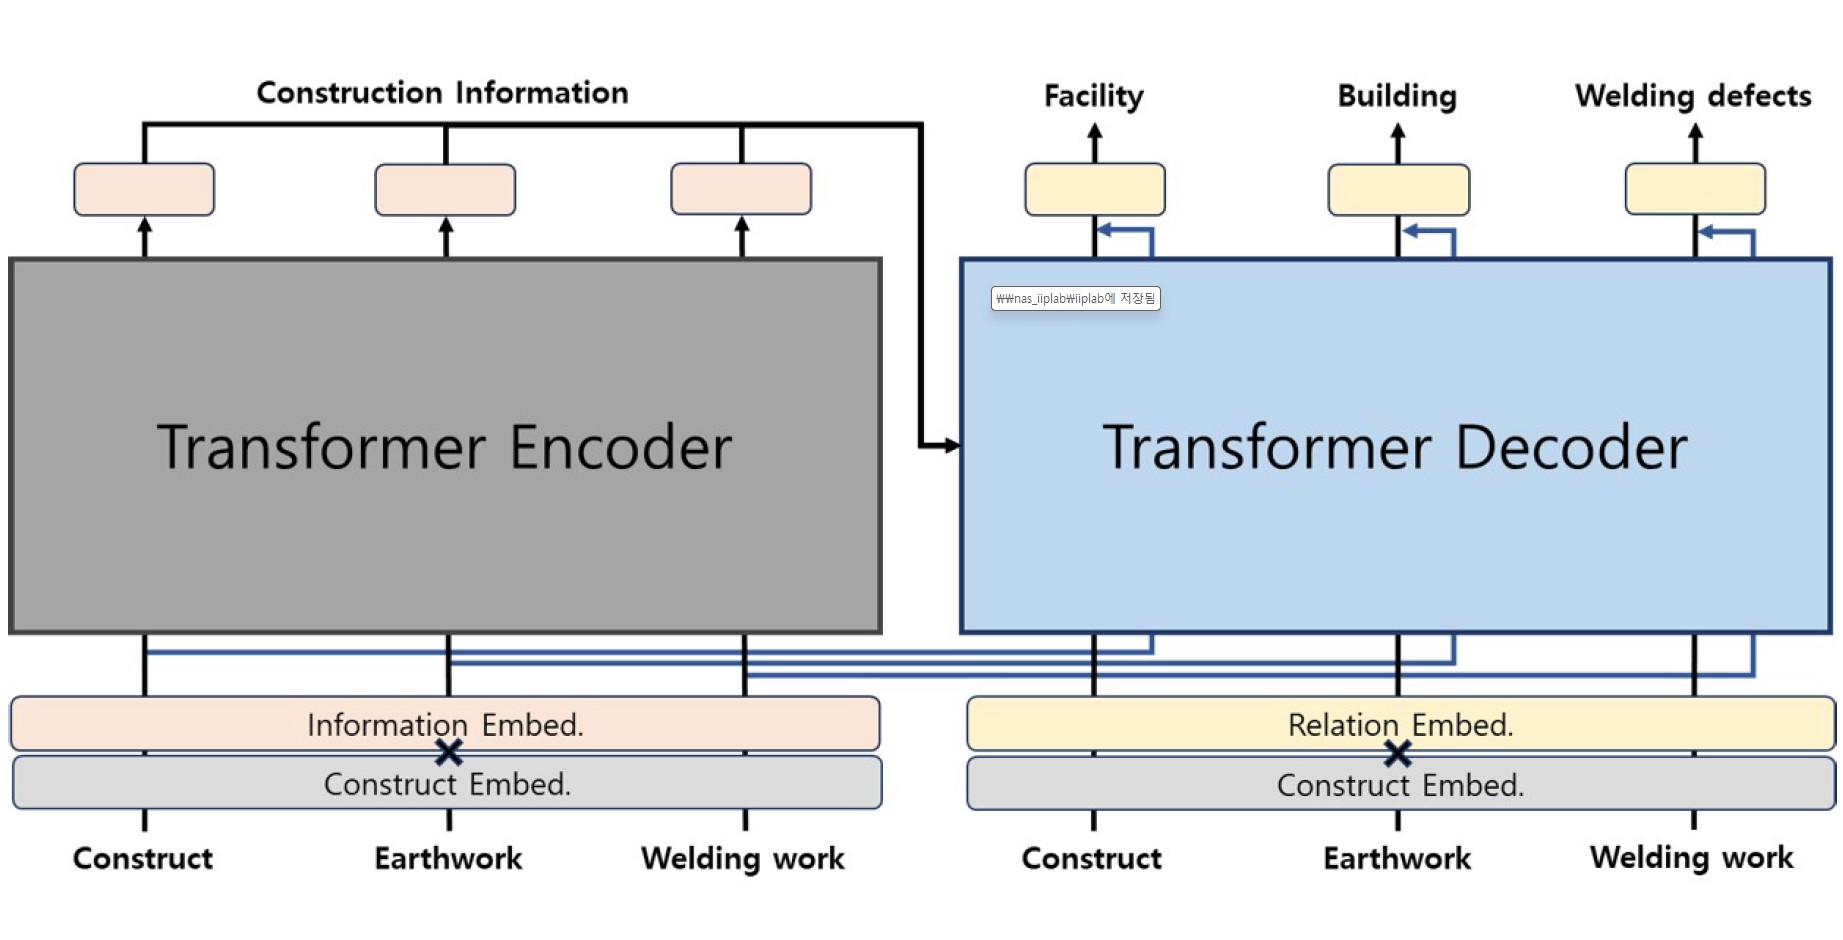 Construction Information
Facility
Building
Welding defects
₩₩nas_iiplab₩iiplab에 저장됨
Transformer Encoder
Transformer Decoder
Information Embed.
Relation Embed.
Construct Embed.
Construct Embed.
Construct
Earthwork
Welding work
Construct
Earthwork
Welding work